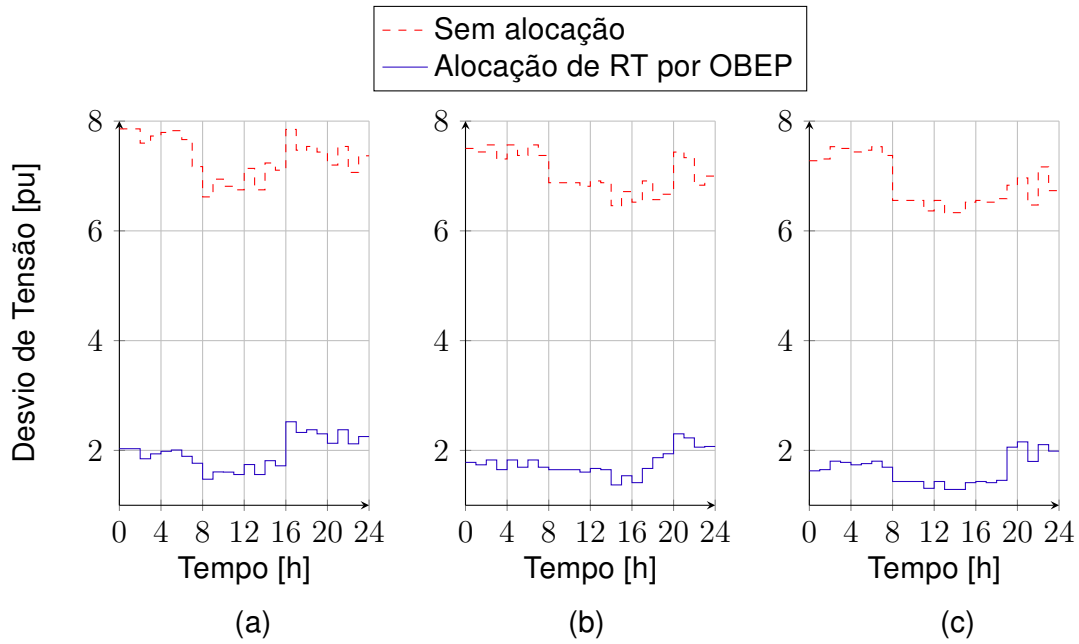 Sem alocação
Alocação de RT por OBEP
Desvio de Tensão [pu]
8
6
4
2
0 4 8 12 16 20 24
Tempo [h]
(a)
8
6
4
2
0 4 8 12 16 20 24
Tempo [h]
(b)
8
6
4
2
0 4 8 12 16 20 24
Tempo [h]
(c)